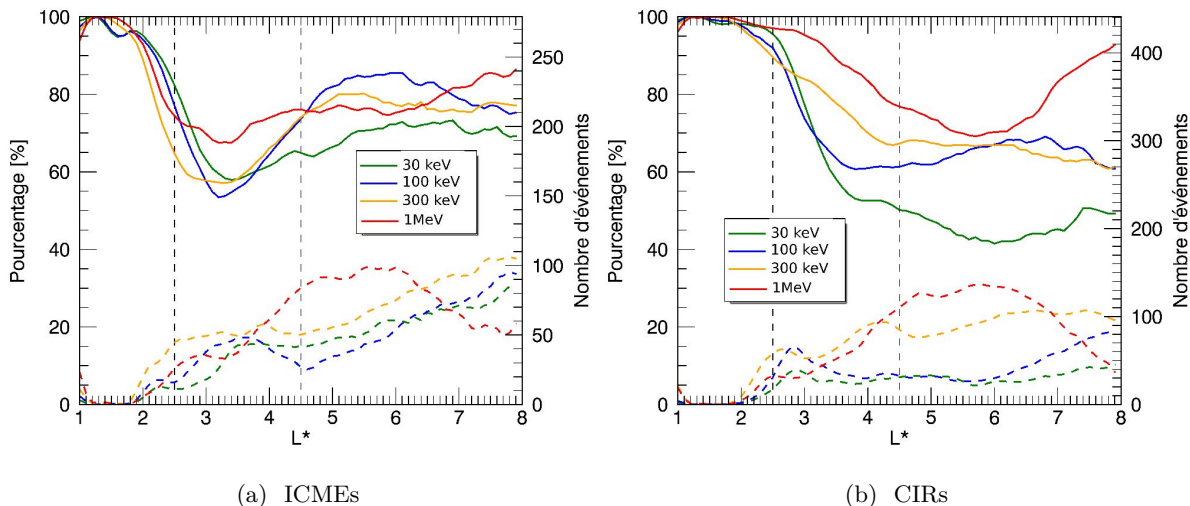 100
80
60
40
20
0
Pourcentage [%]
250
200
150
100
50
0
Nombre d'événements
30 keV
100 keV
300 keV
1MeV
1 2 3 4 5 6 7 8
L*
(a) ICMEs
100
80
60
40
20
0
Pourcentage [%]
400
300
200
100
0
Nombre d'événements
30 keV
100 keV
300 keV
1MeV
1 2 3 4 5 6 7 8
L*
(b) CIRs